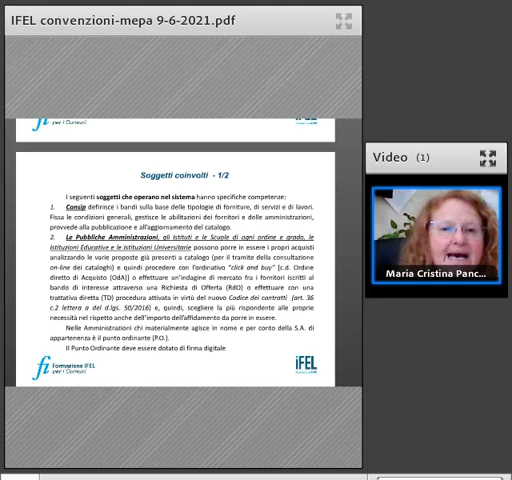 IFEL convenzioni-mepa 9-6-2021.pdf
per i Comuni
Soggetti coinvolti - 1/2
I seguenti soggetti che operano nel sistema hanno specifiche competenze:
1. Consip definisce i bandi sulla base delle tipologie di forniture, di servizi e di lavori.
Fissa le condizioni generali, gestisce le abilitazioni dei fornitori e delle amministrazioni,
provvede alla pubblicazione e all'aggiornamento del catalogo.
2. Le Pubbliche Amministrazioni, gli Istituti e le Scuole di ogni ordine e grado, le
Istituzioni Educative e le Istituzioni Universitarie possono porre in essere i propri acquisti
analizzando le varie proposte già presenti a catalogo (per il tramite della consultazione
on-line dei cataloghi) e quindi procedere con l'ordinativo "click and buy" [c.d. Ordine
diretto di Acquisto (OdA)] o effettuare un'indagine di mercato fra i fornitori iscritti al
bando di interesse attraverso una Richiesta di Offerta (RdO) o effettuare con una
trattativa diretta (TD) procedura attivata in virtù del nuovo Codice dei contratti (art. 36
c.2 lettera a del d.lgs. 50/2016) e, quindi, scegliere la più rispondente alle proprie
necessità nel rispetto anche dell'importo dell'affidamento da porre in essere.
Nelle Amministrazioni chi materialmente agisce in nome e per conto della S.A. di
appartenenza è il punto ordinante (P.O.).
Il Punto Ordinante deve essere dotato di firma digitale
Formazione IFEL
per i Comuni
IFEL
Video (1)
Maria Cristina Panc...